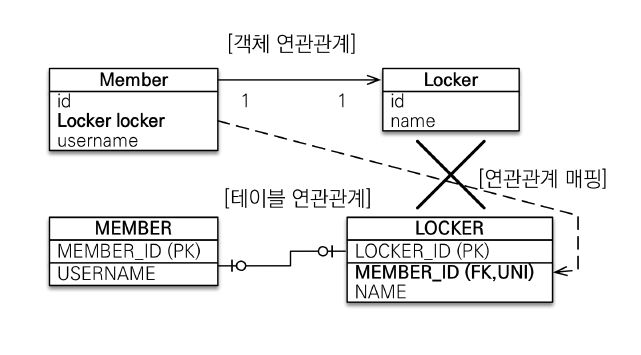 [객체 연관관계]
Member
id
Locker locker
username
1
1
Locker
id
name
[연관관계 매핑]
[테이블 연관관계]
MEMBER
MEMBER_ID (PK)
USERNAME
LOCKER
LOCKER_ID (PK)
MEMBER_ID (FK,UNI)
NAME